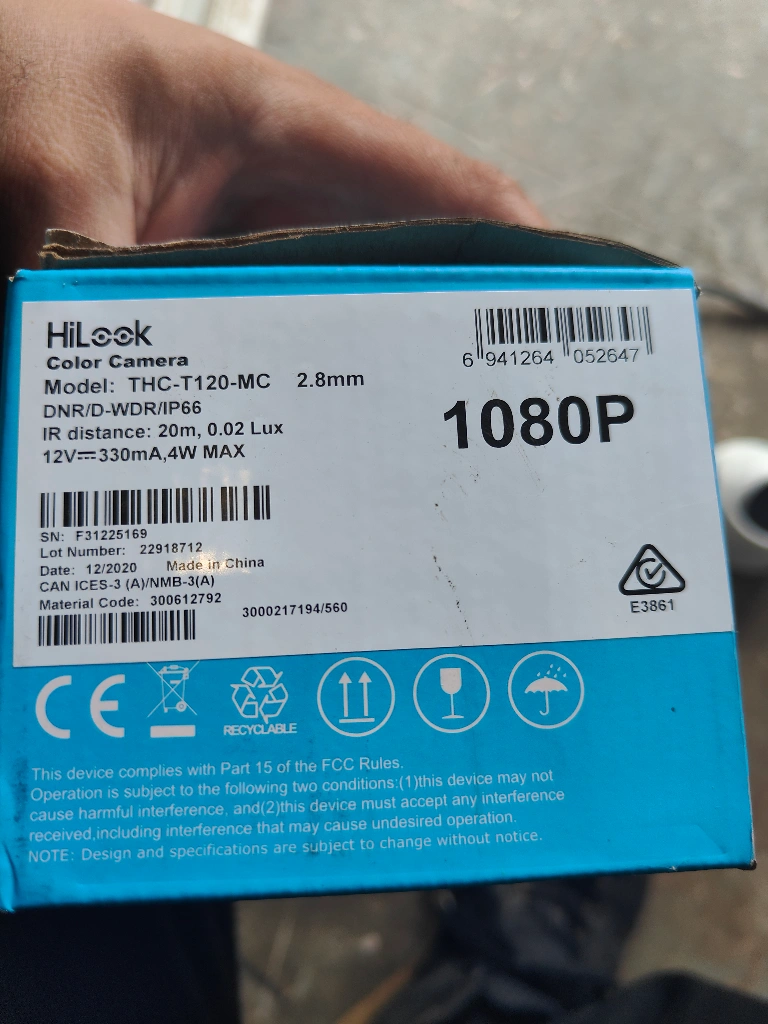 HiLook
Color Camera
Model: THC-T120-MC 2.8mm
DNR/D-WDR/IP66
IR distance: 20m, 0.02 Lux
12V⎓330mA,4W MAX
6 941264 052647
1080P
SN: F31225169
Lot Number: 22918712
Date: 12/2020 Made in China
CAN ICES-3 (A)/NMB-3(A)
Material Code: 300612792
3000217194/560
E3861
CE
RECYCLABLE
This device complies with Part 15 of the FCC Rules.
Operation is subject to the following two conditions:(1)this device may not
cause harmful interference, and(2)this device must accept any interference
received,including interference that may cause undesired operation.
NOTE: Design and specifications are subject to change without notice.